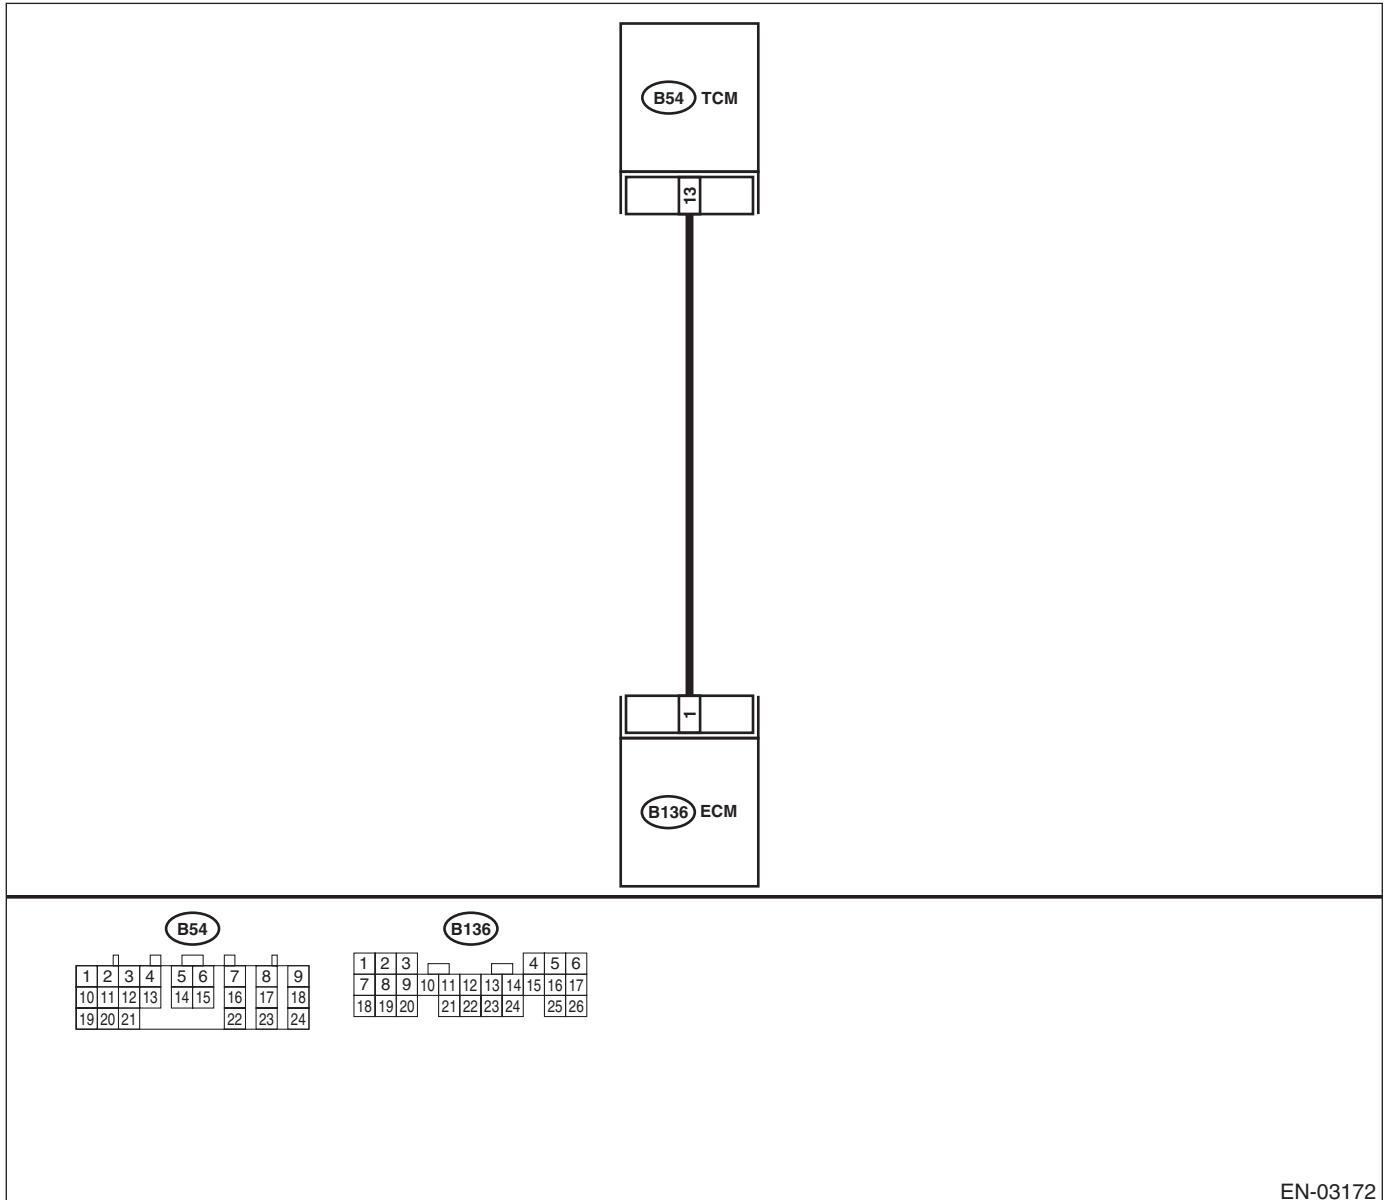 B54 TCM
13
1
B136 ECM
B54
1 2 3 4 5 6 7 8 9
10 11 12 13 14 15 16 17 18
19 20 21 22 23 24
B136
1 2 3 4 5 6
7 8 9 10 11 12 13 14 15 16 17
18 19 20 21 22 23 24 25 26
EN-03172